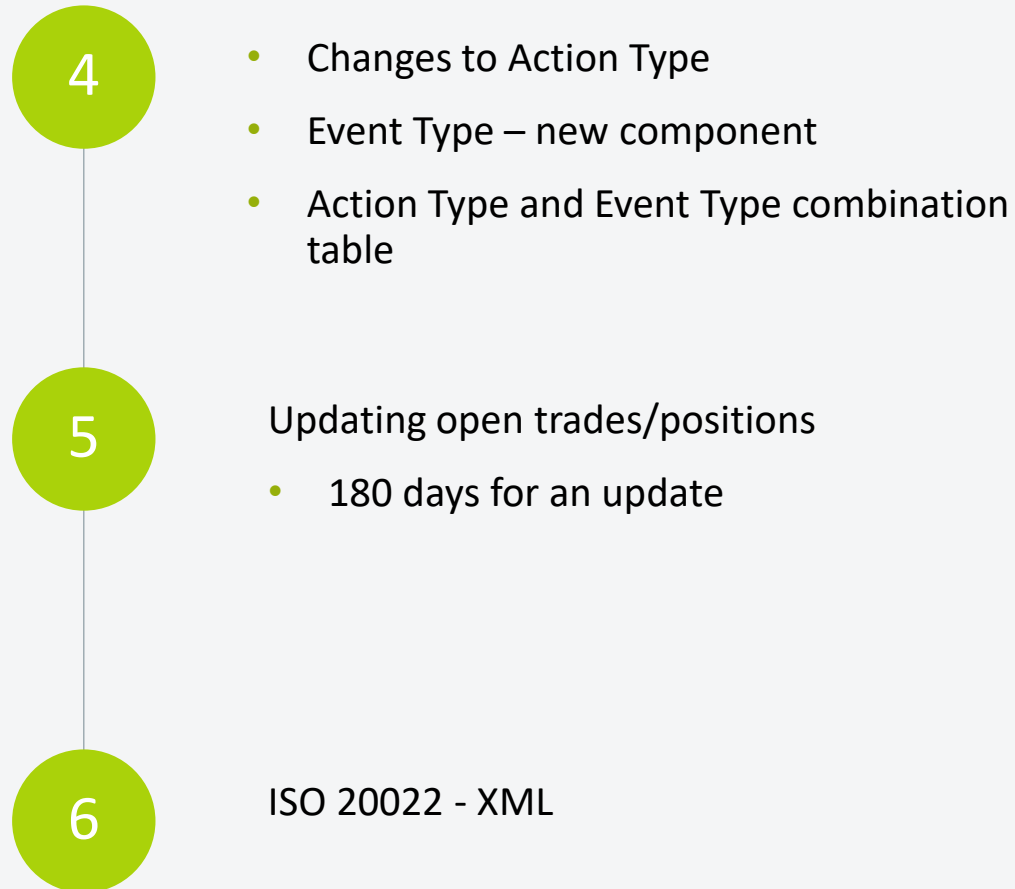 4
• Changes to Action Type
• Event Type – new component
• Action Type and Event Type combination
table
5
Updating open trades/positions
• 180 days for an update
6
ISO 20022 - XML